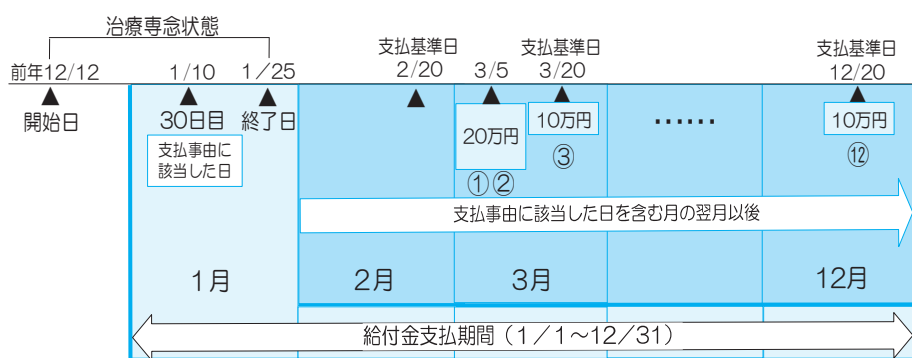 治療専念状態
前年12/12
1/10
1/25
支払基準日
2/20
3/5
支払基準日
3/20
支払基準日
12/20
開始日
30日目
終了日
支払事由に
該当した日
20万円
10万円
……
10万円
①②
③
⑫
支払事由に該当した日を含む月の翌月以後
1月
2月
3月
12月
給付金支払期間(1/1~12/31)